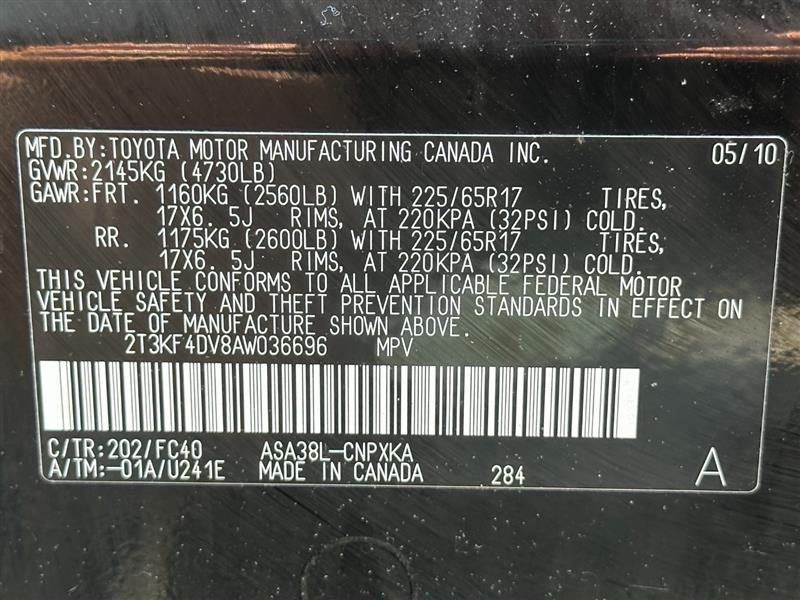 MFD. BY: TOYOTA MOTOR MANUFACTURING CANADA INC. 05/10
GVWR: 2145KG (4730LB)
GAWR: FRT. 1160KG (2560LB) WITH 225/65R17 TIRES,
17X6. 5J RIMS, AT 220KPA (32PSI) COLD.
RR. 1175KG (2600LB) WITH 225/65R17 TIRES,
17X6. 5J RIMS, AT 220KPA (32PSI) COLD.
THIS VEHICLE CONFORMS TO ALL APPLICABLE FEDERAL MOTOR
VEHICLE SAFETY AND THEFT PREVENTION STANDARDS IN EFFECT ON
THE DATE OF MANUFACTURE SHOWN ABOVE.
2T3KF4DV8AW036696 MPV
C/TR: 202/FC40 ASA38L-CNPXKA
A/TM: -01A/U241E MADE IN CANADA 284 A